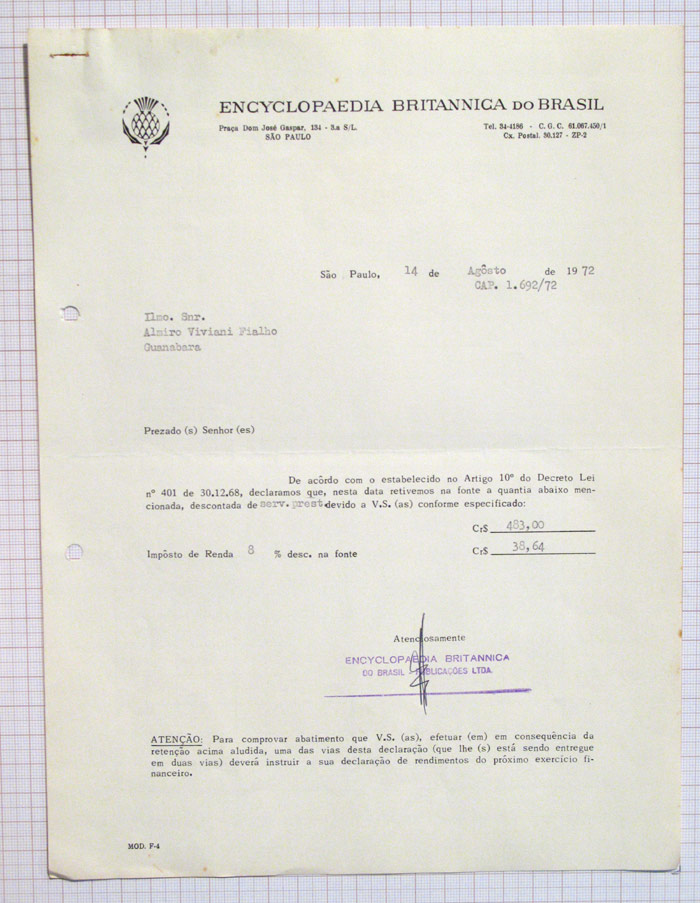 ENCYCLOPAEDIA BRITANNICA DO BRASIL
Praça Dom José Gaspar, 134 - 3.a S/L.
SÃO PAULO
Tel. 34-4186 - C. G. C. 61.067.450/1
Cx. Postal. 30.127 - ZP-2
São Paulo, 14 de Agôsto de 1972
CAP. 1.692/72
Ilmo. Snr.
Almiro Viviani Fialho
Guanabara
Prezado (s) Senhor (es)
De acôrdo com o estabelecido no Artigo 10º do Decreto Lei
nº 401 de 30.12.68, declaramos que, nesta data retivemos na fonte a quantia abaixo men-
cionada, descontada de serv. prest. devido a V.S. (as) conforme especificado:
Cr$ 483,00
Impôsto de Renda 8 % desc. na fonte Cr$ 38,64
Atenciosamente
ENCYCLOPAEDIA BRITANNICA
DO BRASIL - PUBLICAÇÕES LTDA.
ATENÇÃO: Para comprovar abatimento que V.S. (as), efetuar (em) em consequência da
retenção acima aludida, uma das vias desta declaração (que lhe (s) está sendo entregue
em duas vias) deverá instruir a sua declaração de rendimentos do próximo exercício fi-
nanceiro.
MOD. F-4